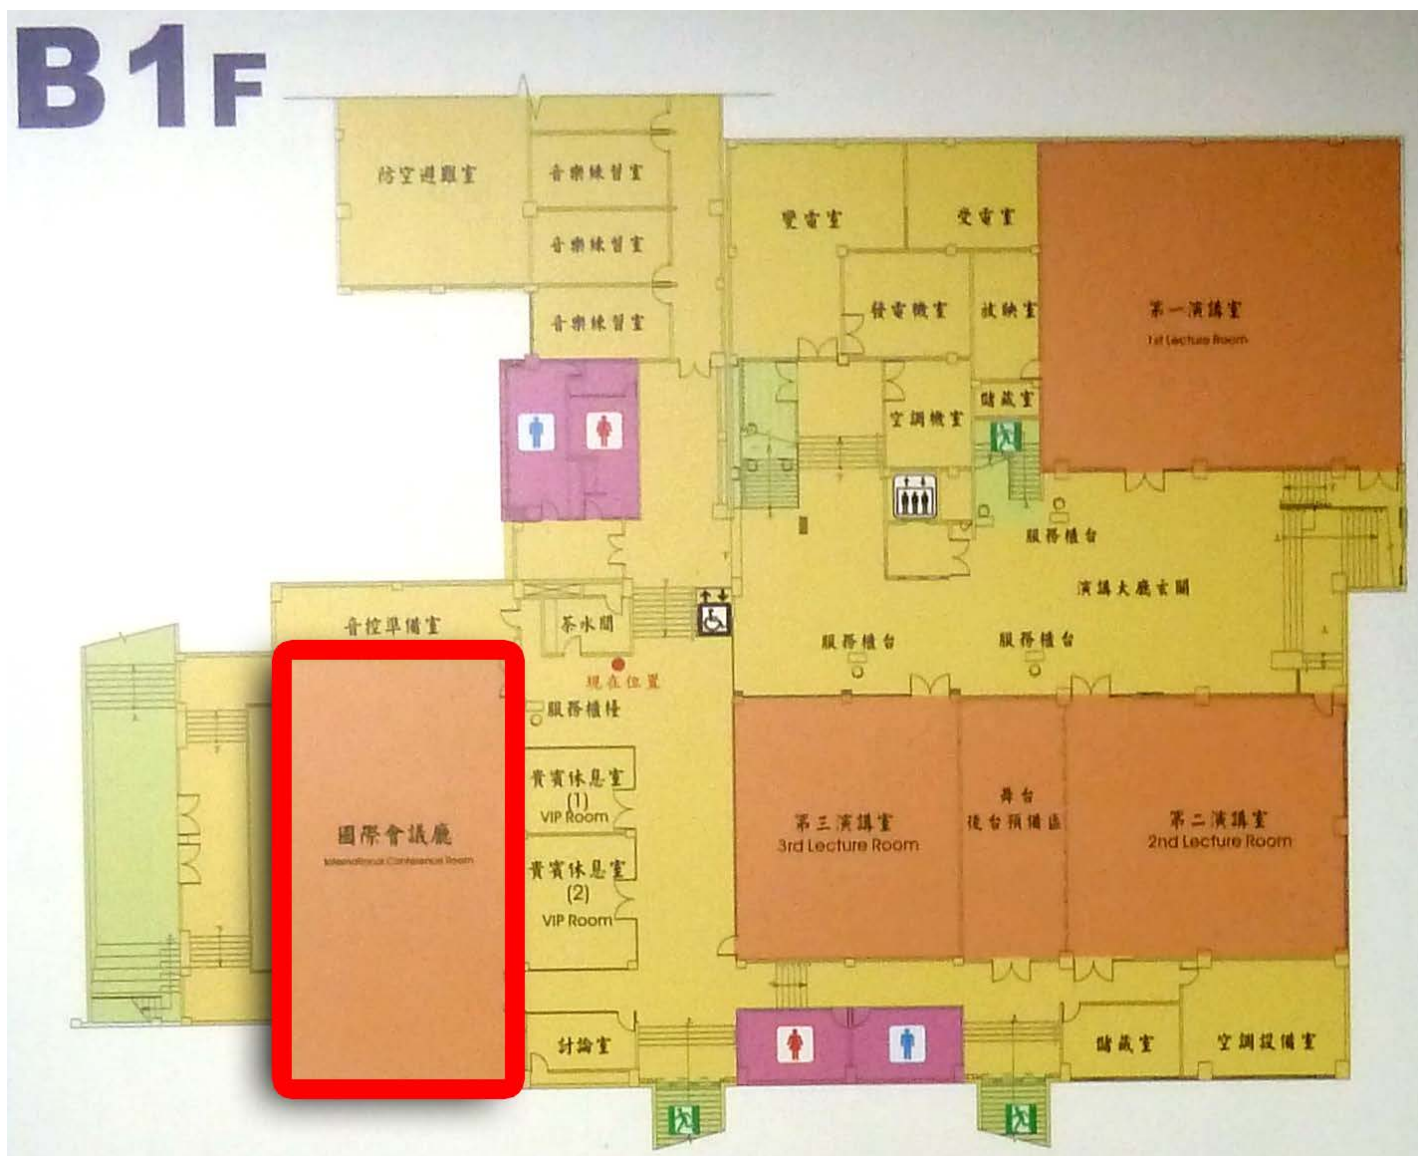 B1F
防空避難室
音樂練習室
音樂練習室
音樂練習室
變電室
受電室
發電機室
放映室
第一演講室
1st Lecture Room
儲藏室
空調機室
服務櫃台
演講大廳玄關
服務櫃台
服務櫃台
音控準備室
茶水間
現在位置
服務櫃檯
國際會議廳
International Conference Room
貴賓休息室
(1)
VIP Room
貴賓休息室
(2)
VIP Room
第三演講室
3rd Lecture Room
舞台
後台預備區
第二演講室
2nd Lecture Room
討論室
儲藏室
空調設備室